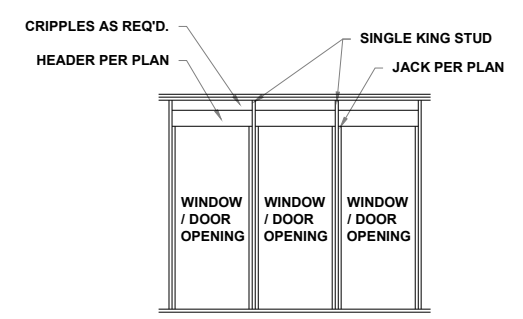 CRIPPLES AS REQ'D.
SINGLE KING STUD
HEADER PER PLAN
JACK PER PLAN
WINDOW
/ DOOR
OPENING
WINDOW
/ DOOR
OPENING
WINDOW
/ DOOR
OPENING